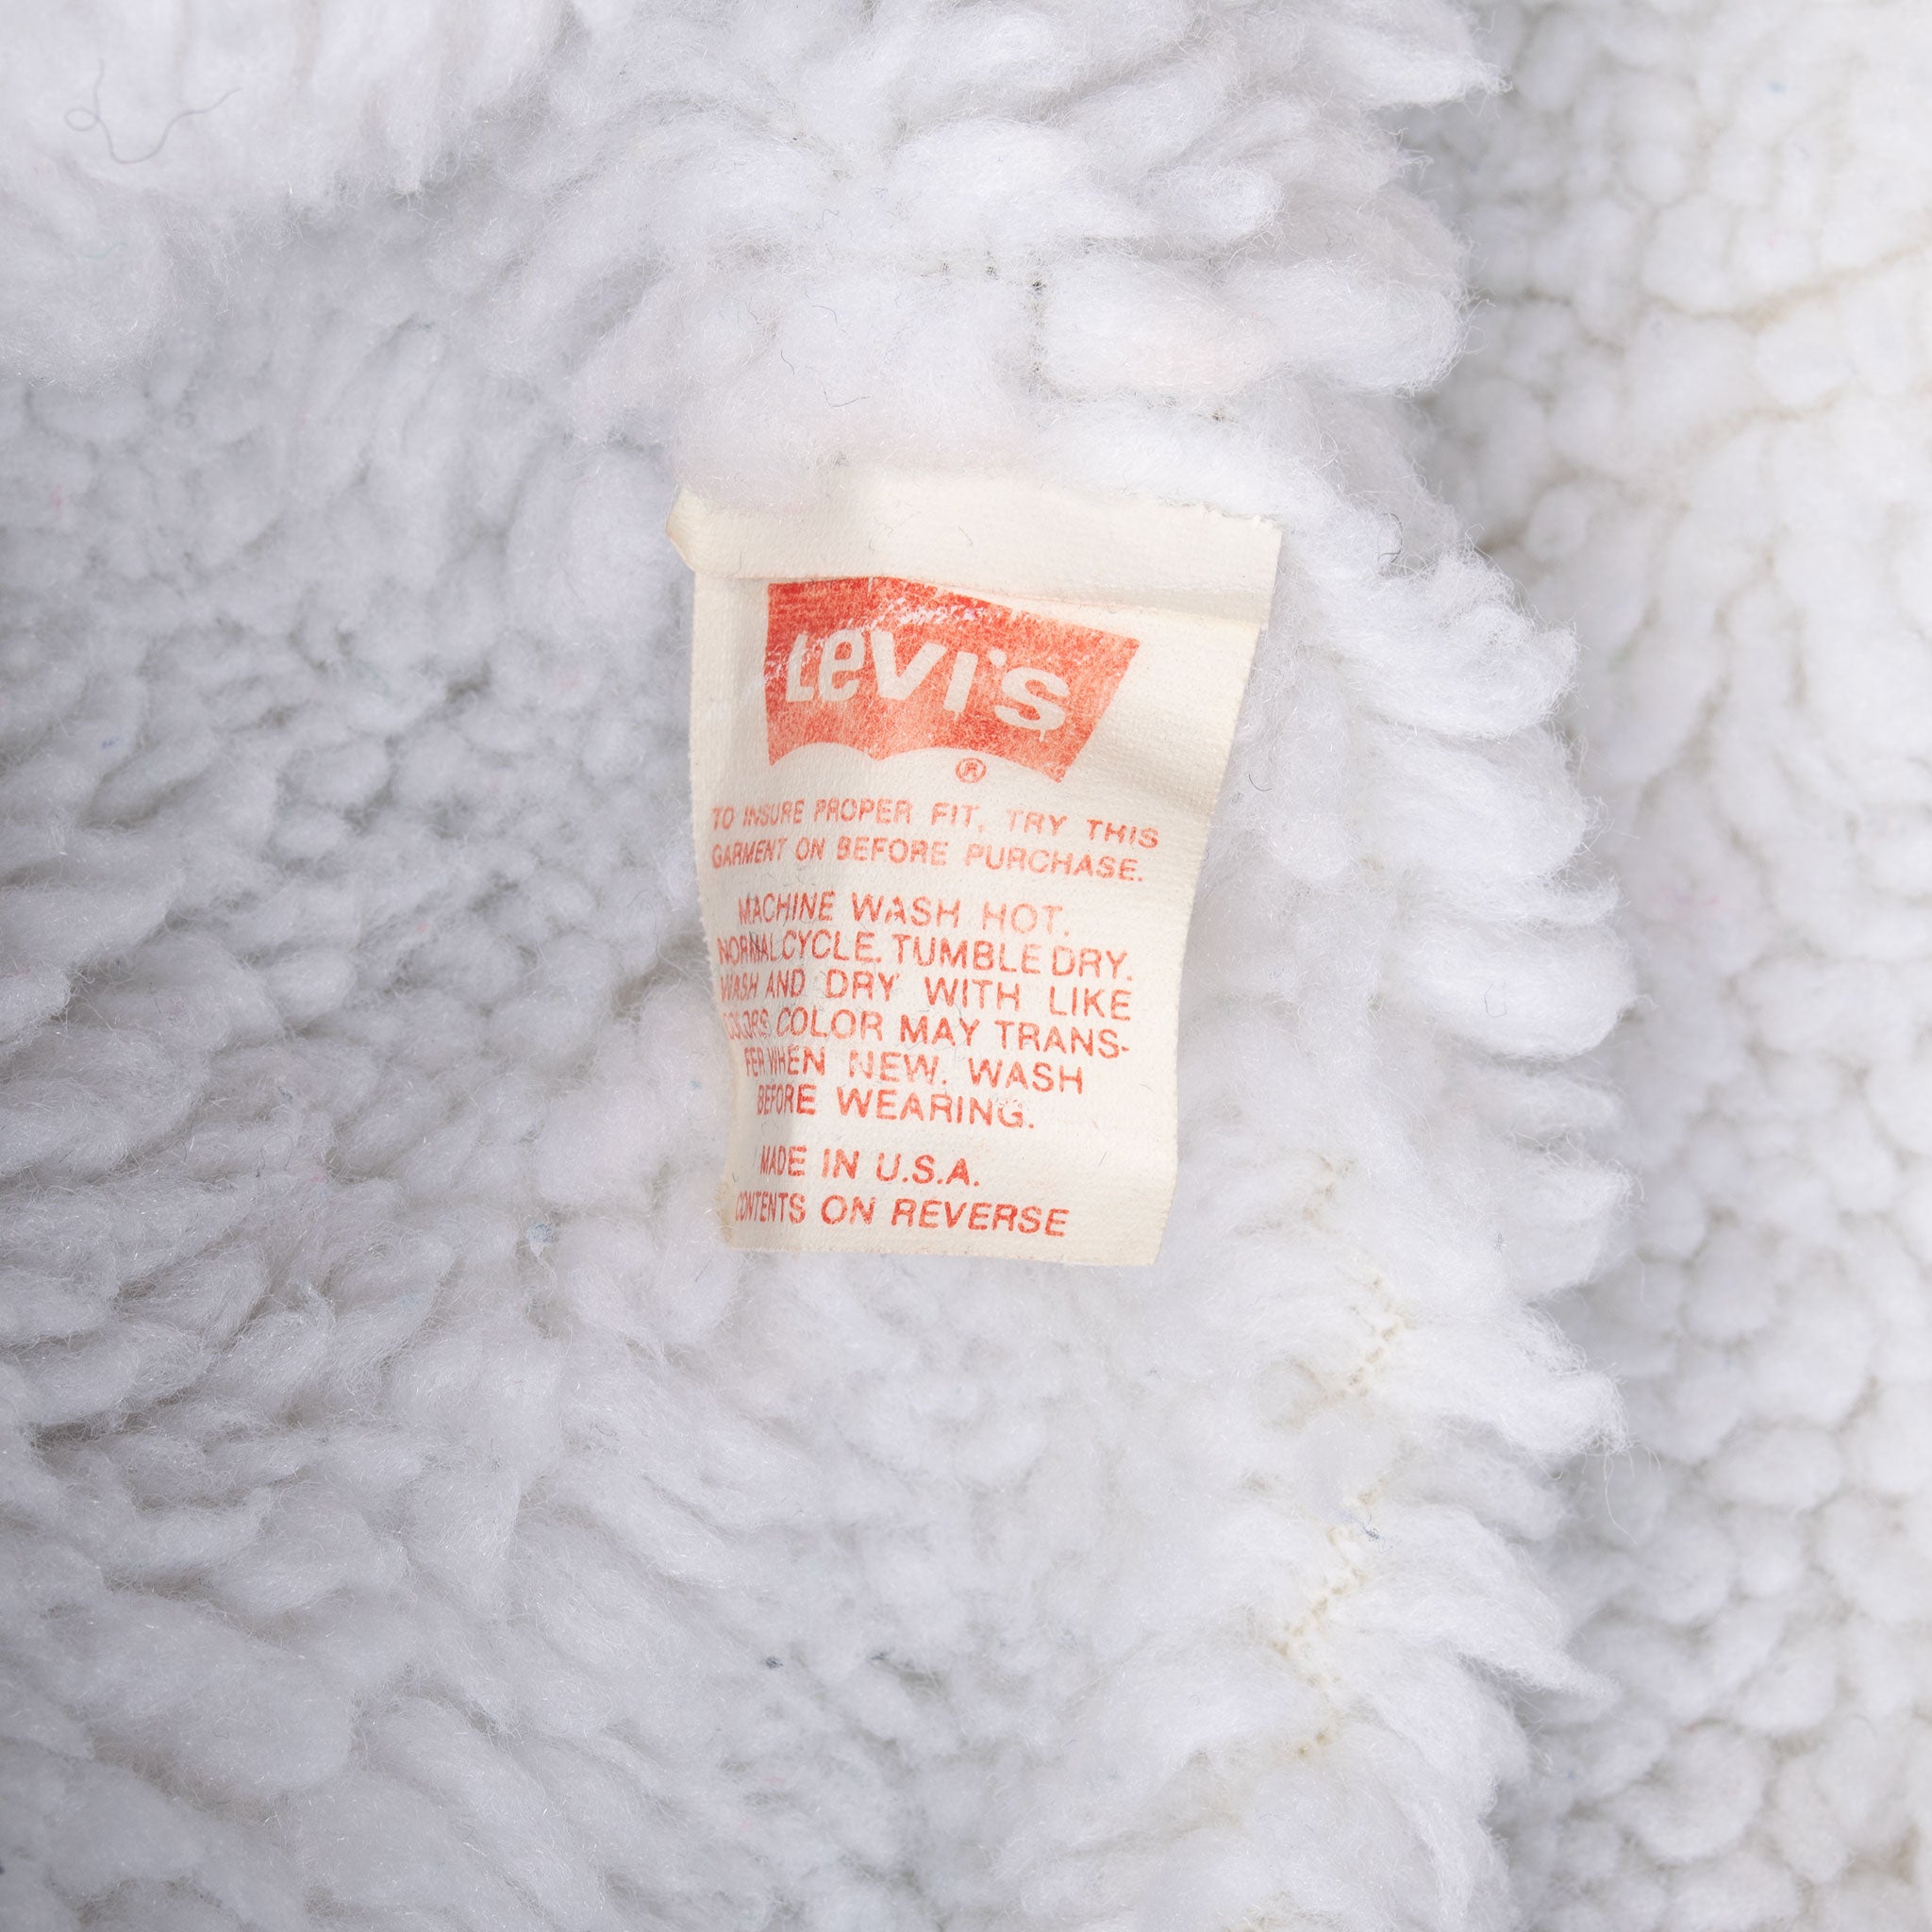 Levi's
®
TO INSURE PROPER FIT, TRY THIS
GARMENT ON BEFORE PURCHASE.
MACHINE WASH HOT.
NORMAL CYCLE. TUMBLE DRY.
WASH AND DRY WITH LIKE
COLORS. COLOR MAY TRANS-
FER WHEN NEW. WASH
BEFORE WEARING.
MADE IN U.S.A.
CONTENTS ON REVERSE